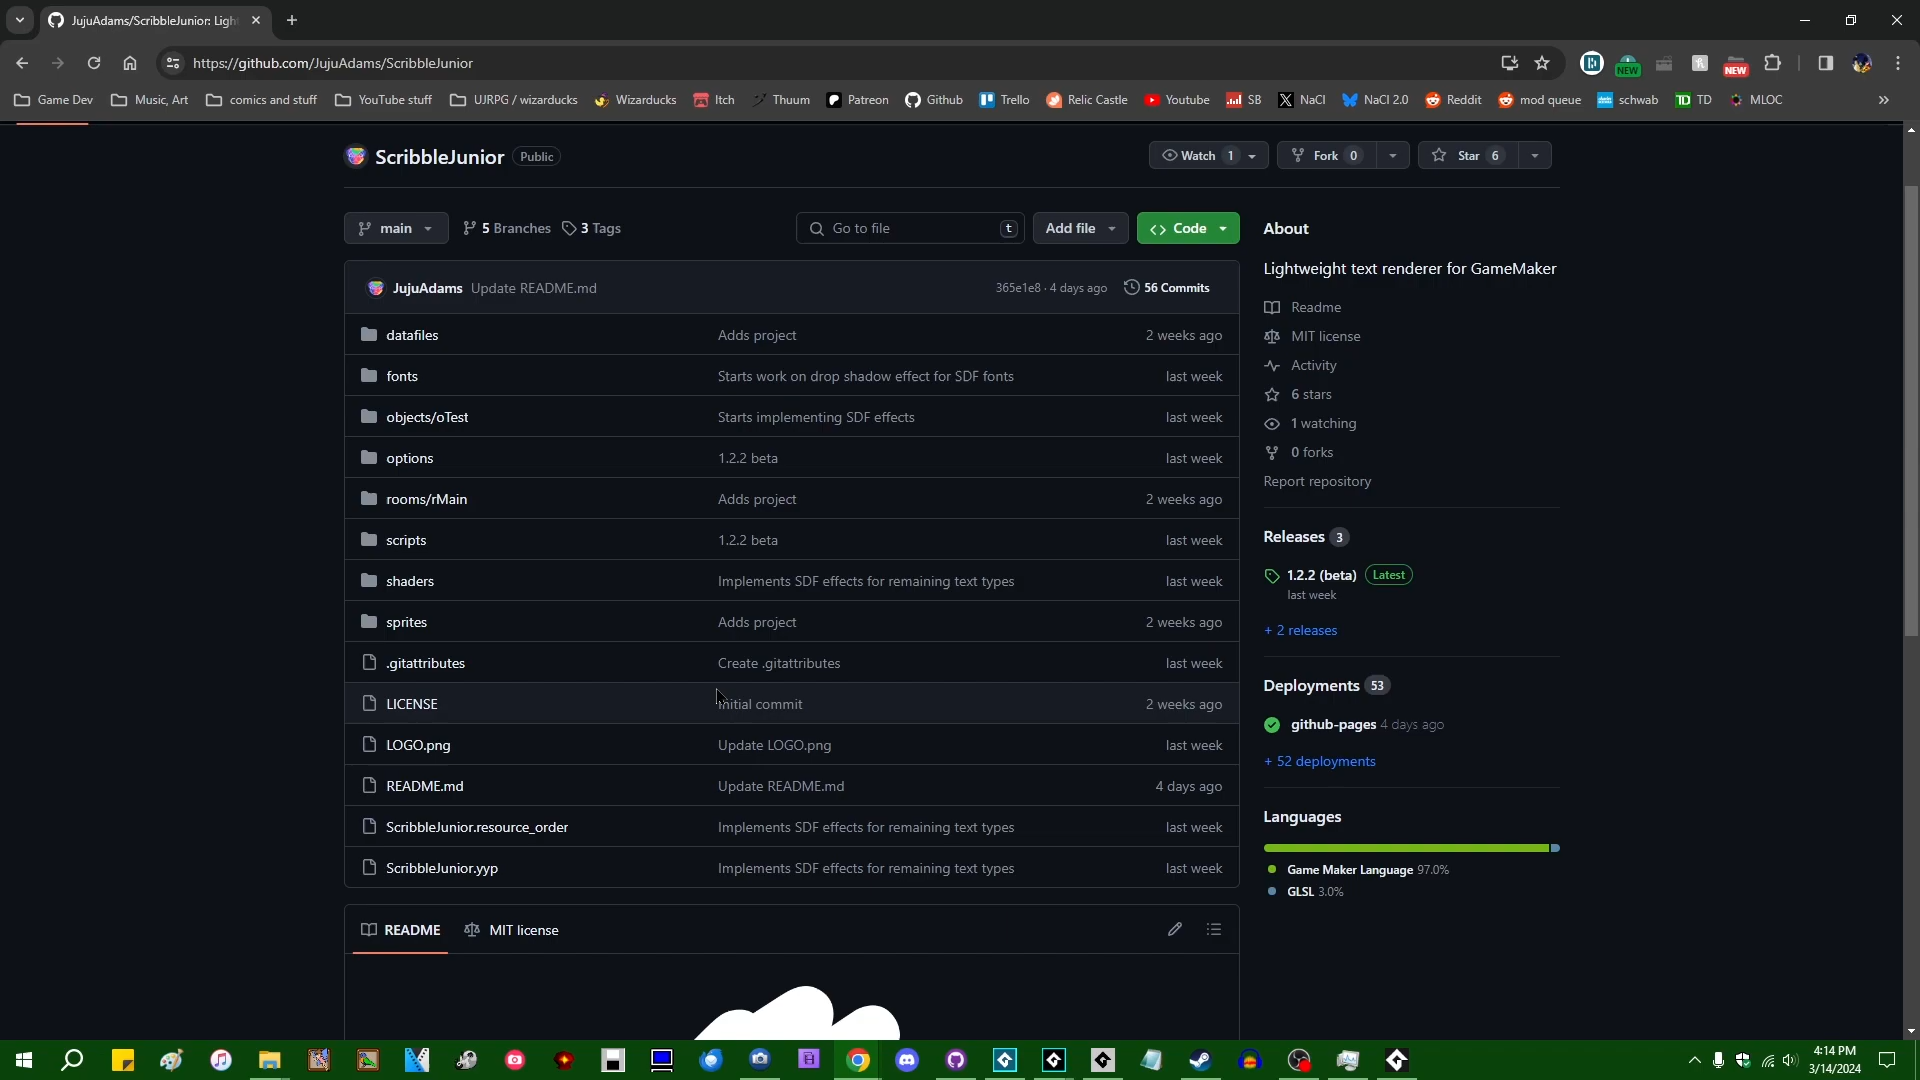 JujuAdams/ScribbleJunior: Ligh
https://github.com/JujuAdams/ScribbleJunior
NEW
NEW
Game Dev
Music, Art
comics and stuff
YouTube stuff
UJRPG / wizarducks
Wizarducks
Itch
Thuum
Patreon
Github
Trello
Relic Castle
Youtube
SB
NaCl
NaCl 2.0
Reddit
mod queue
schwab
TD
MLOC
ScribbleJunior Public
Watch 1
Fork 0
Star 6
main
5 Branches
3 Tags
Go to file t
Add file
Code
JujuAdams Update README.md 365e1e8 · 4 days ago 56 Commits
datafiles Adds project 2 weeks ago
fonts Starts work on drop shadow effect for SDF fonts last week
objects/oTest Starts implementing SDF effects last week
options 1.2.2 beta last week
rooms/rMain Adds project 2 weeks ago
scripts 1.2.2 beta last week
shaders Implements SDF effects for remaining text types last week
sprites Adds project 2 weeks ago
.gitattributes Create .gitattributes last week
LICENSE Initial commit 2 weeks ago
LOGO.png Update LOGO.png last week
README.md Update README.md 4 days ago
ScribbleJunior.resource_order Implements SDF effects for remaining text types last week
ScribbleJunior.yyp Implements SDF effects for remaining text types last week
README
MIT license
About
Lightweight text renderer for GameMaker
Readme
MIT license
Activity
6 stars
1 watching
0 forks
Report repository
Releases 3
1.2.2 (beta) Latest
last week
+ 2 releases
Deployments 53
github-pages 4 days ago
+ 52 deployments
Languages
Game Maker Language 97.0%
GLSL 3.0%
4:14 PM
3/14/2024